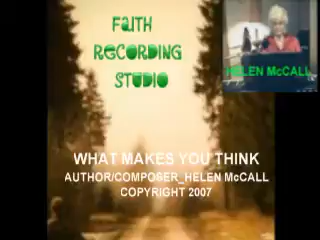 FAITH
RECORDING
STUDIO
HELEN McCALL
WHAT MAKES YOU THINK
AUTHOR/COMPOSER_HELEN McCALL
COPYRIGHT 2007